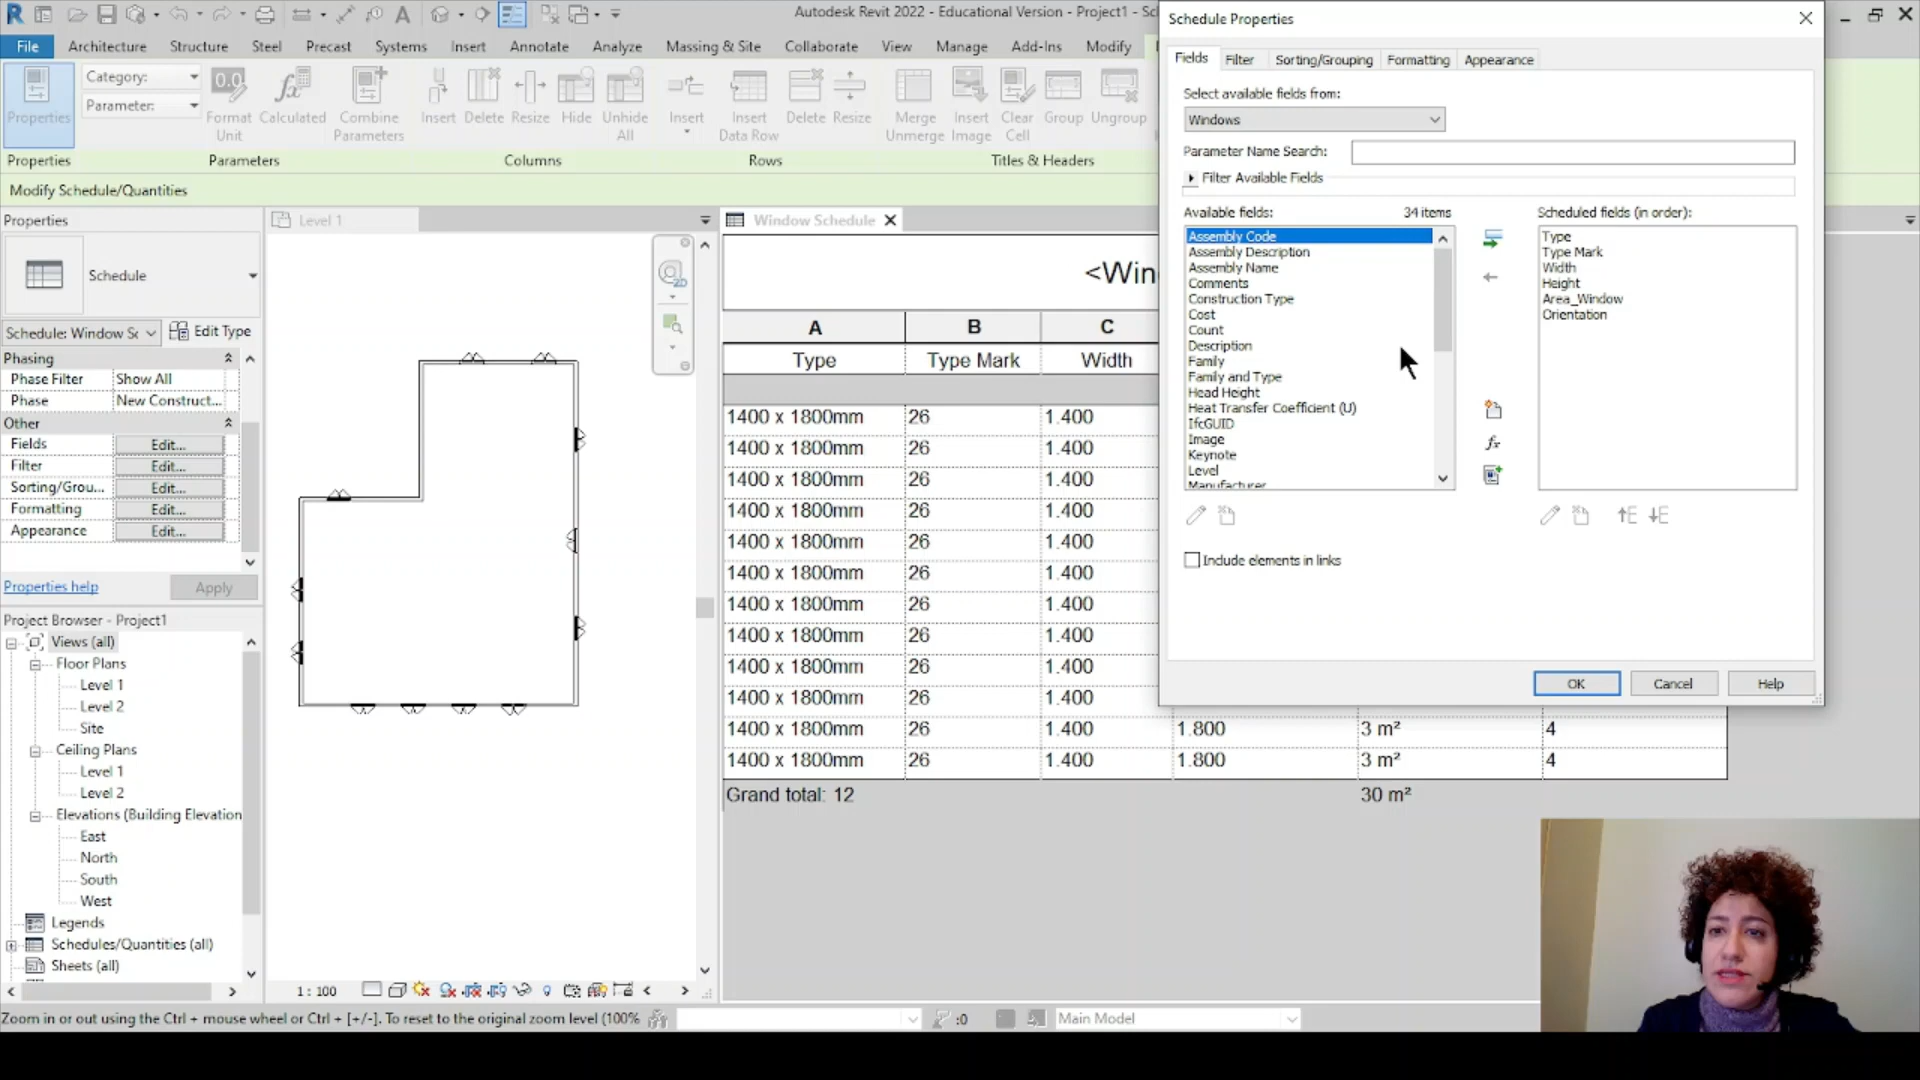 Autodesk Revit 2022 - Educational Version - Project1 - Sc
File Architecture Structure Steel Precast Systems Insert Annotate Analyze Massing & Site Collaborate View Manage Add-Ins Modify
Properties
Category:
Parameter:
Format Unit
Calculated
Combine Parameters
Insert
Delete
Resize
Hide
Unhide All
Insert
Insert Data Row
Delete
Resize
Merge Unmerge
Insert Image
Clear Cell
Group
Ungroup
Properties Parameters Columns Rows Titles & Headers
Modify Schedule/Quantities
Properties
Schedule
Schedule: Window Sc
Edit Type
Phasing
Phase Filter Show All
Phase New Construct...
Other
Fields Edit...
Filter Edit...
Sorting/Grou... Edit...
Formatting Edit...
Appearance Edit...
Properties help
Apply
Project Browser - Project1
Views (all)
Floor Plans
Level 1
Level 2
Site
Ceiling Plans
Level 1
Level 2
Elevations (Building Elevation
East
North
South
West
Legends
Schedules/Quantities (all)
Sheets (all)
Level 1
2D
1 : 100
Window Schedule
<Win
A B C
Type Type Mark Width
1400 x 1800mm 26 1.400
1400 x 1800mm 26 1.400
1400 x 1800mm 26 1.400
1400 x 1800mm 26 1.400
1400 x 1800mm 26 1.400
1400 x 1800mm 26 1.400
1400 x 1800mm 26 1.400
1400 x 1800mm 26 1.400
1400 x 1800mm 26 1.400
1400 x 1800mm 26 1.400
1400 x 1800mm 26 1.400 1.800 3 m² 4
1400 x 1800mm 26 1.400 1.800 3 m² 4
Grand total: 12 30 m²
Schedule Properties
Fields Filter Sorting/Grouping Formatting Appearance
Select available fields from:
Windows
Parameter Name Search:
Filter Available Fields
Available fields: 34 items
Assembly Code
Assembly Description
Assembly Name
Comments
Construction Type
Cost
Count
Description
Family
Family and Type
Head Height
Heat Transfer Coefficient (U)
IfcGUID
Image
Keynote
Level
Manufacturer
Scheduled fields (in order):
Type
Type Mark
Width
Height
Area_Window
Orientation
fx
Include elements in links
OK Cancel Help
Zoom in or out using the Ctrl + mouse wheel or Ctrl + [+/-]. To reset to the original zoom level (100%
:0
Main Model